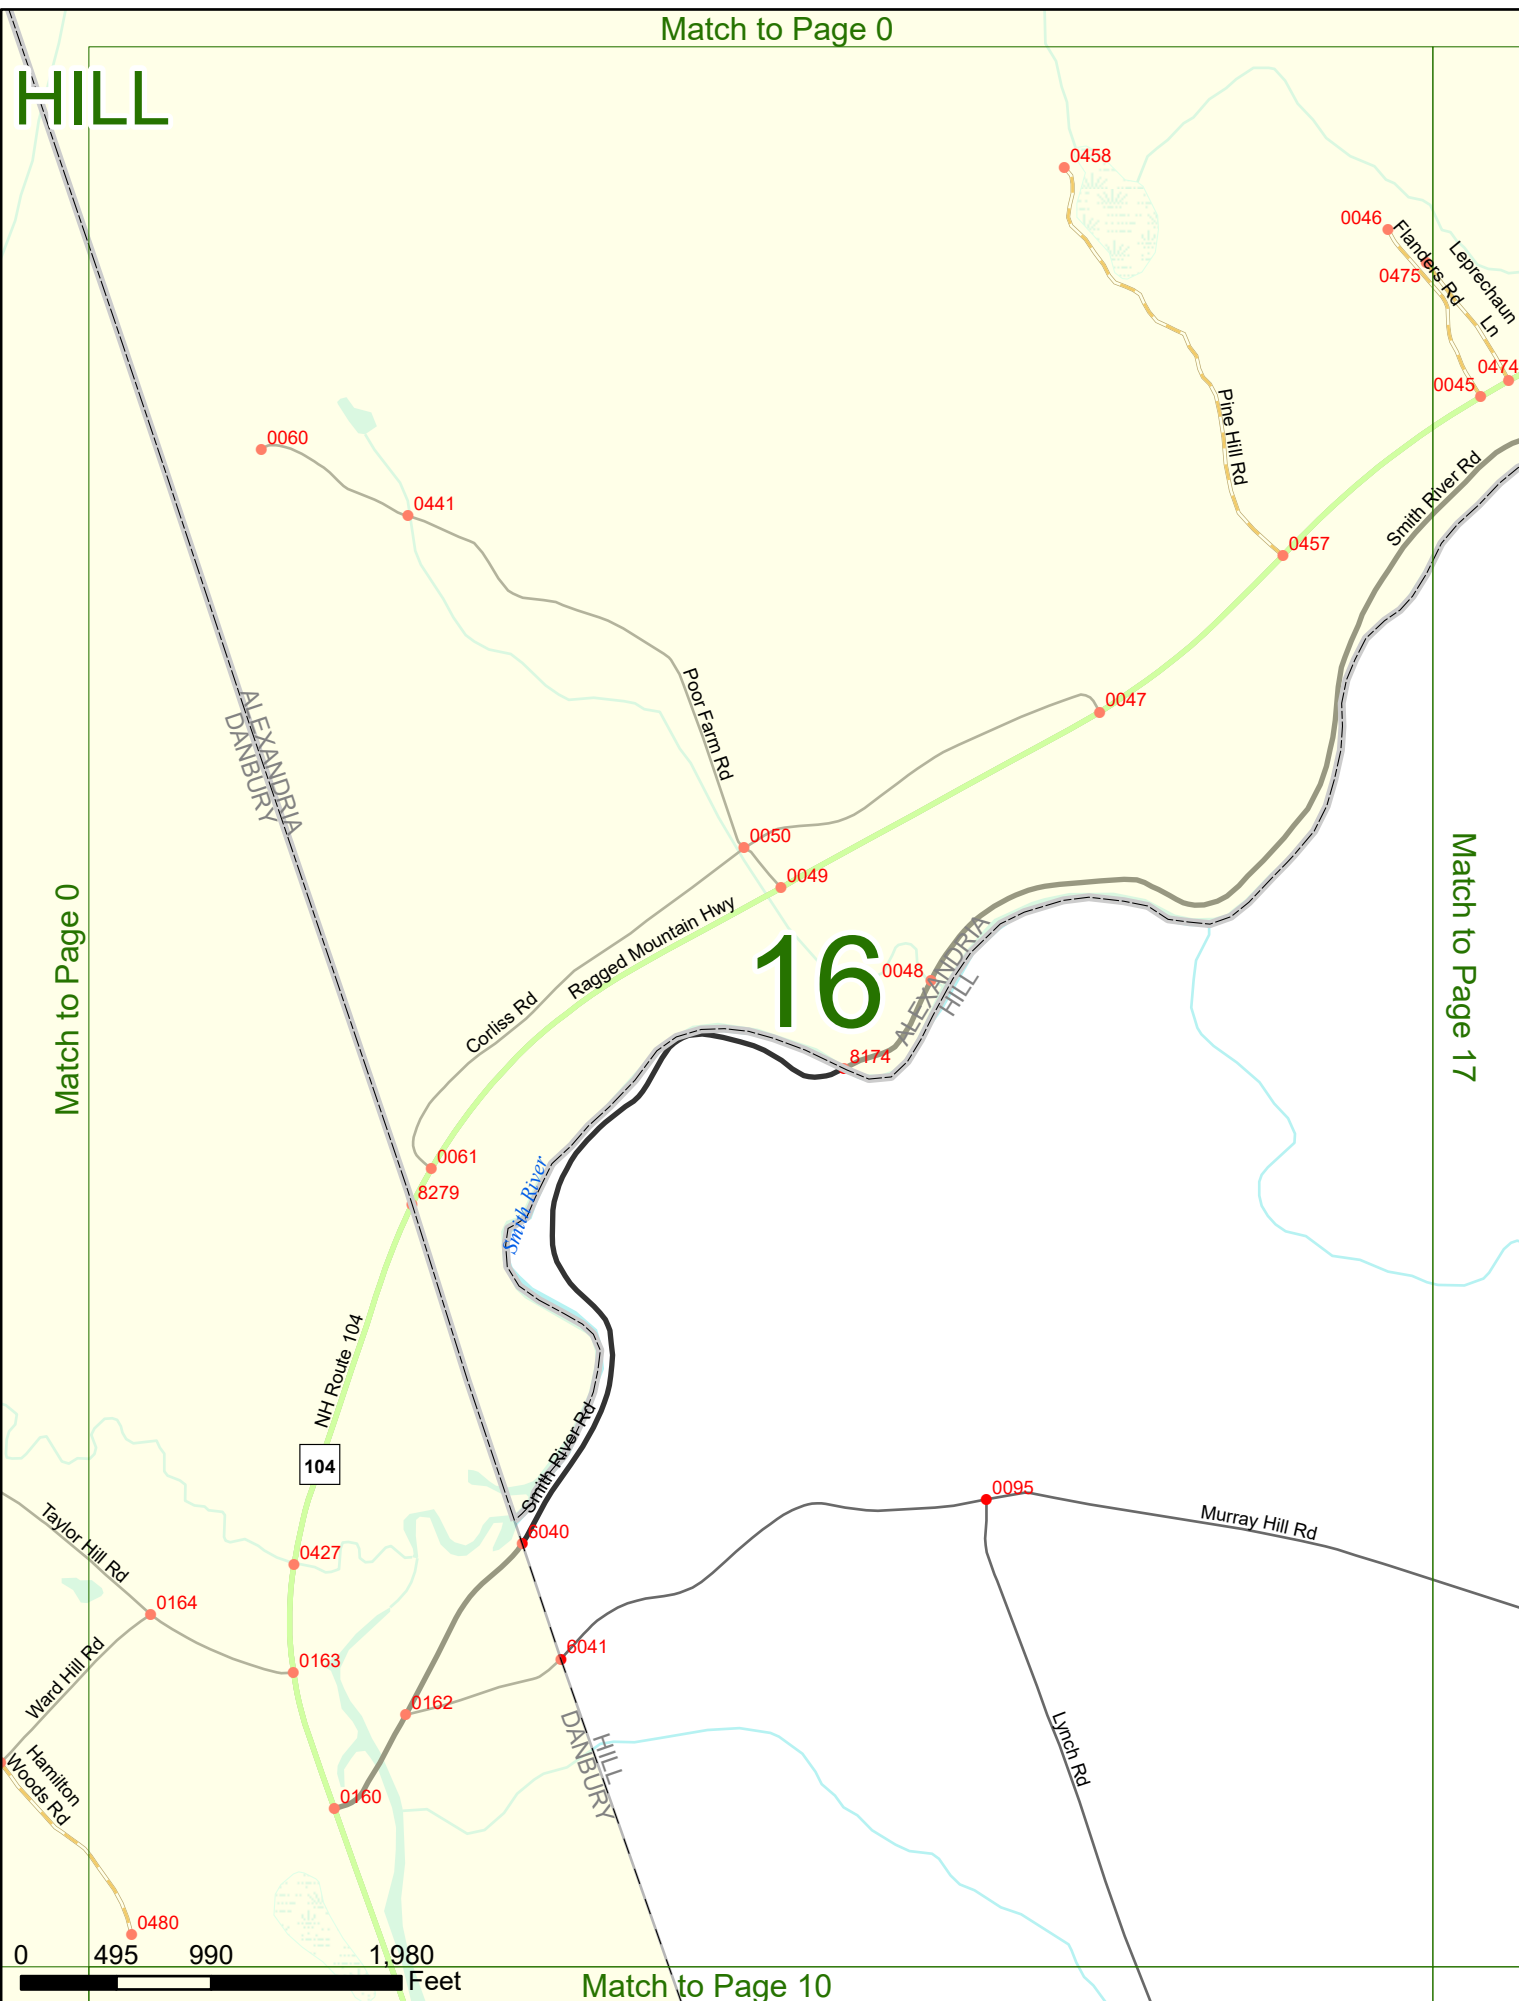 Match to Page 0
HILL
0458
0046
Flanders Rd
Leprechaun
Ln
0475
0474
0045
Pine Hill Rd
Smith River Rd
0060
0441
0457
Poor Farm Rd
0047
ALEXANDRIA
DANBURY
0050
0049
Match to Page 0
Match to Page 17
Ragged Mountain Hwy
16
0048
ALEXANDRIA
HILL
Corliss Rd
8174
0061
8279
Smith River
NH Route 104
104
Smith River Rd
0095
Murray Hill Rd
Taylor Hill Rd
6040
0427
0164
6041
0163
Ward Hill Rd
0162
HILL
DANBURY
Lynch Rd
Hamilton
Woods Rd
0160
0480
0 495 990 1,980
Feet
Match to Page 10